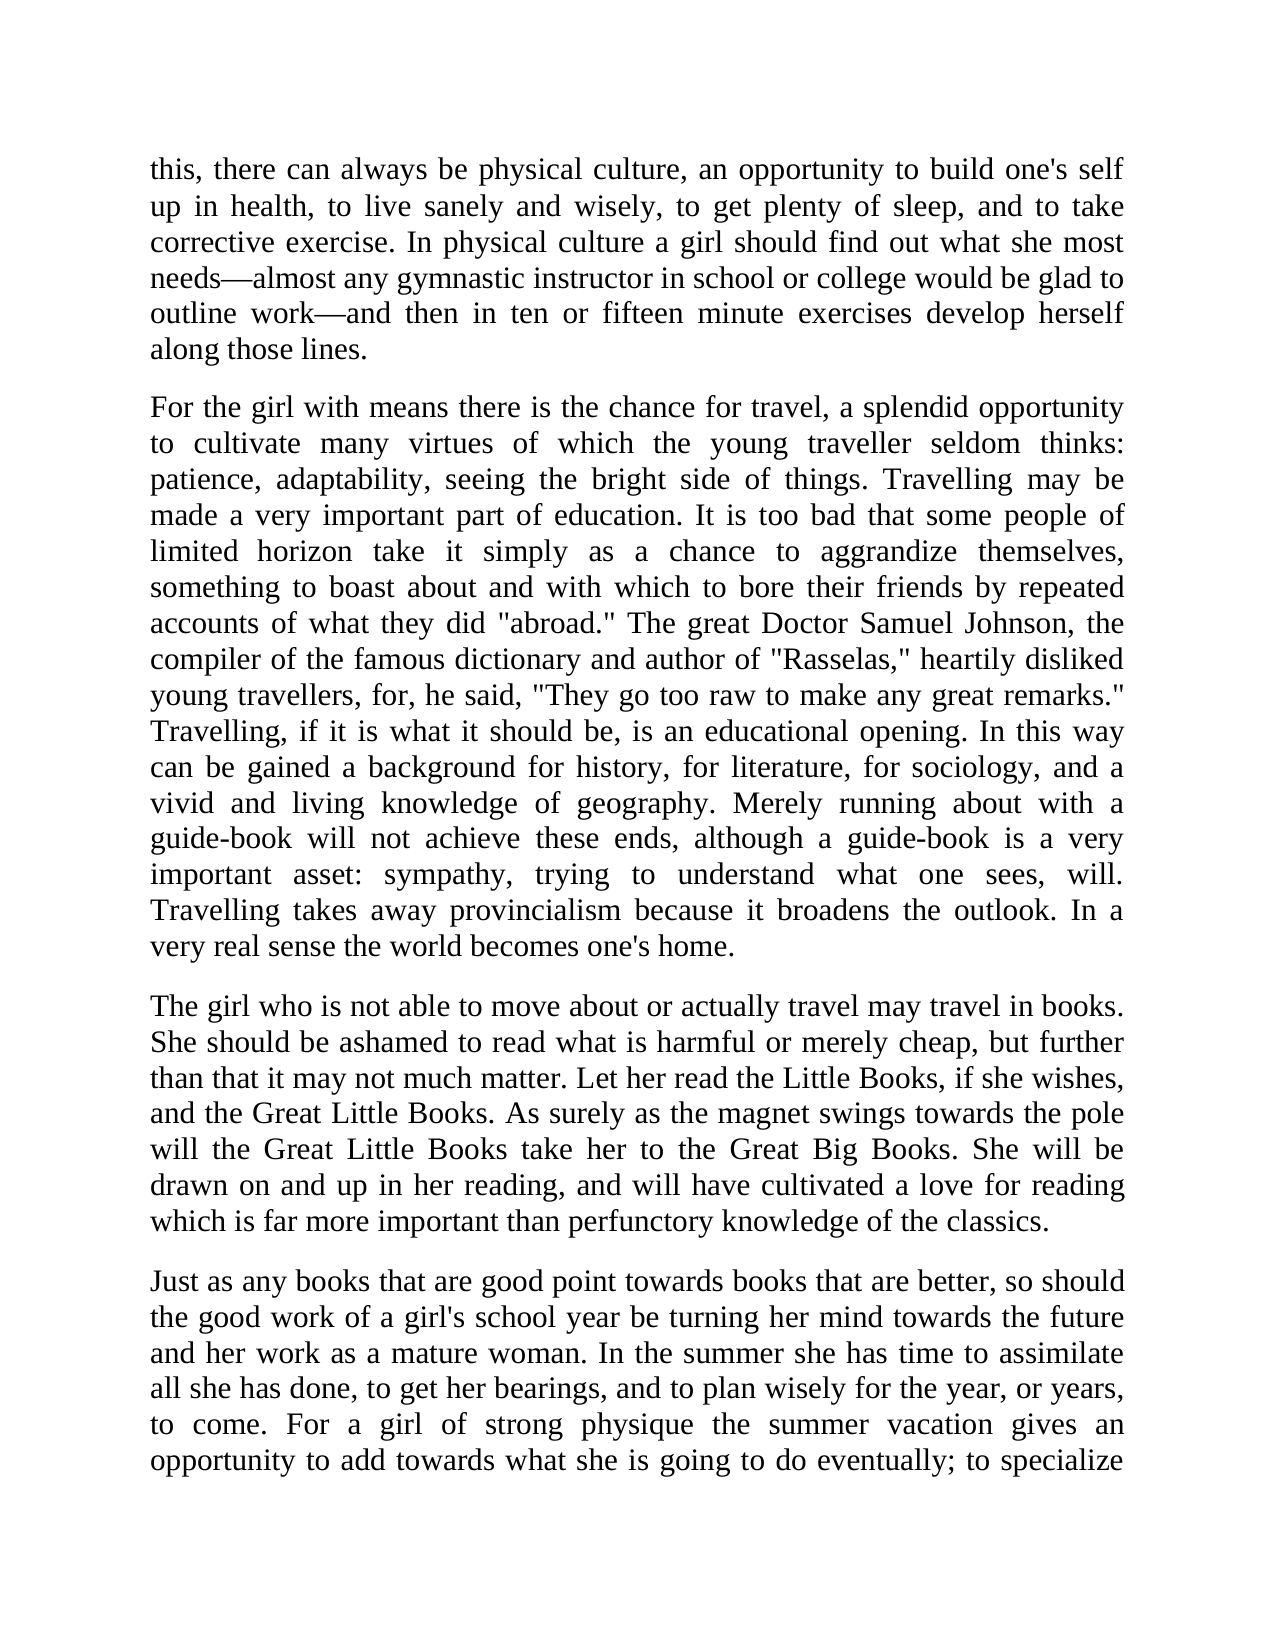 this, there can always be physical culture, an opportunity to build one's self
up in health, to live sanely and wisely, to get plenty of sleep, and to take
corrective exercise. In physical culture a girl should find out what she most
needs—almost any gymnastic instructor in school or college would be glad to
outline work—and then in ten or fifteen minute exercises develop herself
along those lines.
For the girl with means there is the chance for travel, a splendid opportunity
to cultivate many virtues of which the young traveller seldom thinks:
patience, adaptability, seeing the bright side of things. Travelling may be
made a very important part of education. It is too bad that some people of
limited horizon take it simply as a chance to aggrandize themselves,
something to boast about and with which to bore their friends by repeated
accounts of what they did "abroad." The great Doctor Samuel Johnson, the
compiler of the famous dictionary and author of "Rasselas," heartily disliked
young travellers, for, he said, "They go too raw to make any great remarks."
Travelling, if it is what it should be, is an educational opening. In this way
can be gained a background for history, for literature, for sociology, and a
vivid and living knowledge of geography. Merely running about with a
guide-book will not achieve these ends, although a guide-book is a very
important asset: sympathy, trying to understand what one sees, will.
Travelling takes away provincialism because it broadens the outlook. In a
very real sense the world becomes one's home.
The girl who is not able to move about or actually travel may travel in books.
She should be ashamed to read what is harmful or merely cheap, but further
than that it may not much matter. Let her read the Little Books, if she wishes,
and the Great Little Books. As surely as the magnet swings towards the pole
will the Great Little Books take her to the Great Big Books. She will be
drawn on and up in her reading, and will have cultivated a love for reading
which is far more important than perfunctory knowledge of the classics.
Just as any books that are good point towards books that are better, so should
the good work of a girl's school year be turning her mind towards the future
and her work as a mature woman. In the summer she has time to assimilate
all she has done, to get her bearings, and to plan wisely for the year, or years,
to come. For a girl of strong physique the summer vacation gives an
opportunity to add towards what she is going to do eventually; to specialize